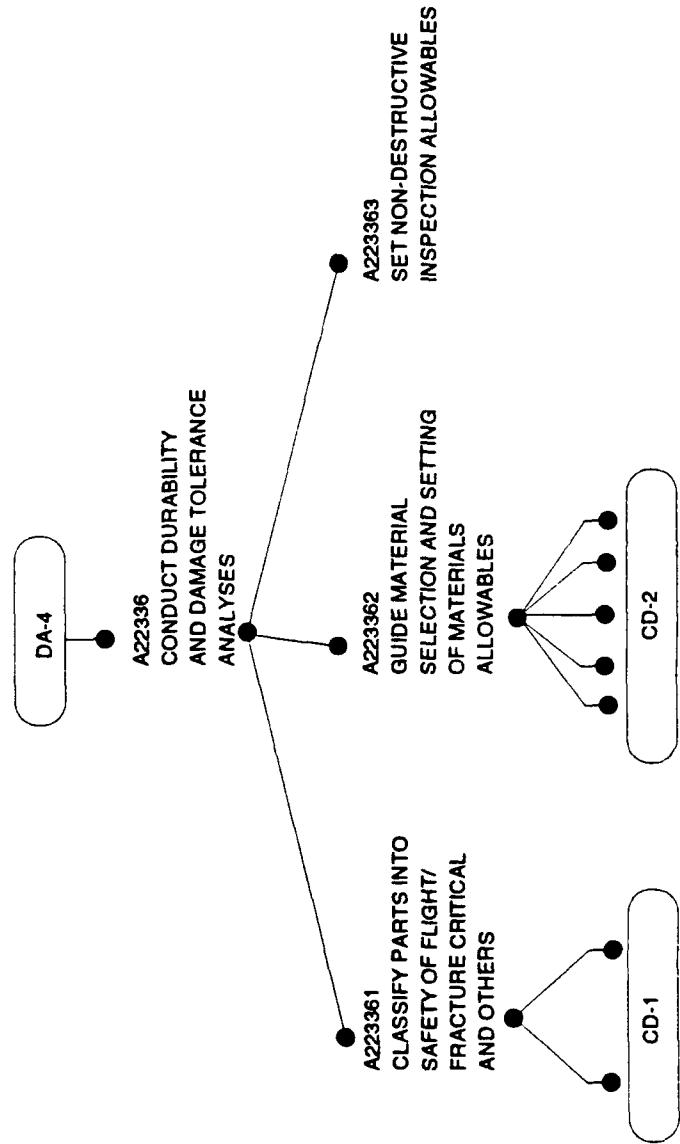 DA-4
A22336
CONDUCT DURABILITY
AND DAMAGE TOLERANCE
ANALYSES
A223361
CLASSIFY PARTS INTO
SAFETY OF FLIGHT/
FRACTURE CRITICAL
AND OTHERS
A223362
GUIDE MATERIAL
SELECTION AND SETTING
OF MATERIALS
ALLOWABLES
A223363
SET NON-DESTRUCTIVE
INSPECTION ALLOWABLES
CD-1
CD-2